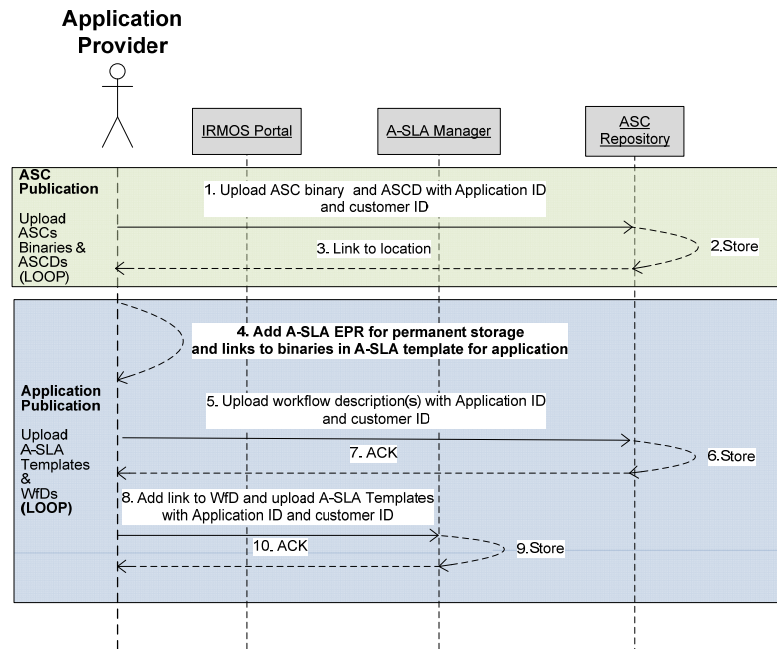 Application
Provider
IRMOS Portal
A-SLA Manager
ASC
Repository
ASC
Publication
Upload
ASCs
Binaries &
ASCDs
(LOOP)
1. Upload ASC binary and ASCD with Application ID
and customer ID
2.Store
3. Link to location
4. Add A-SLA EPR for permanent storage
and links to binaries in A-SLA template for application
Application
Publication
Upload
A-SLA
Templates
&
WfDs
(LOOP)
5. Upload workflow description(s) with Application ID
and customer ID
6.Store
7. ACK
8. Add link to WfD and upload A-SLA Templates
with Application ID and customer ID
9.Store
10. ACK